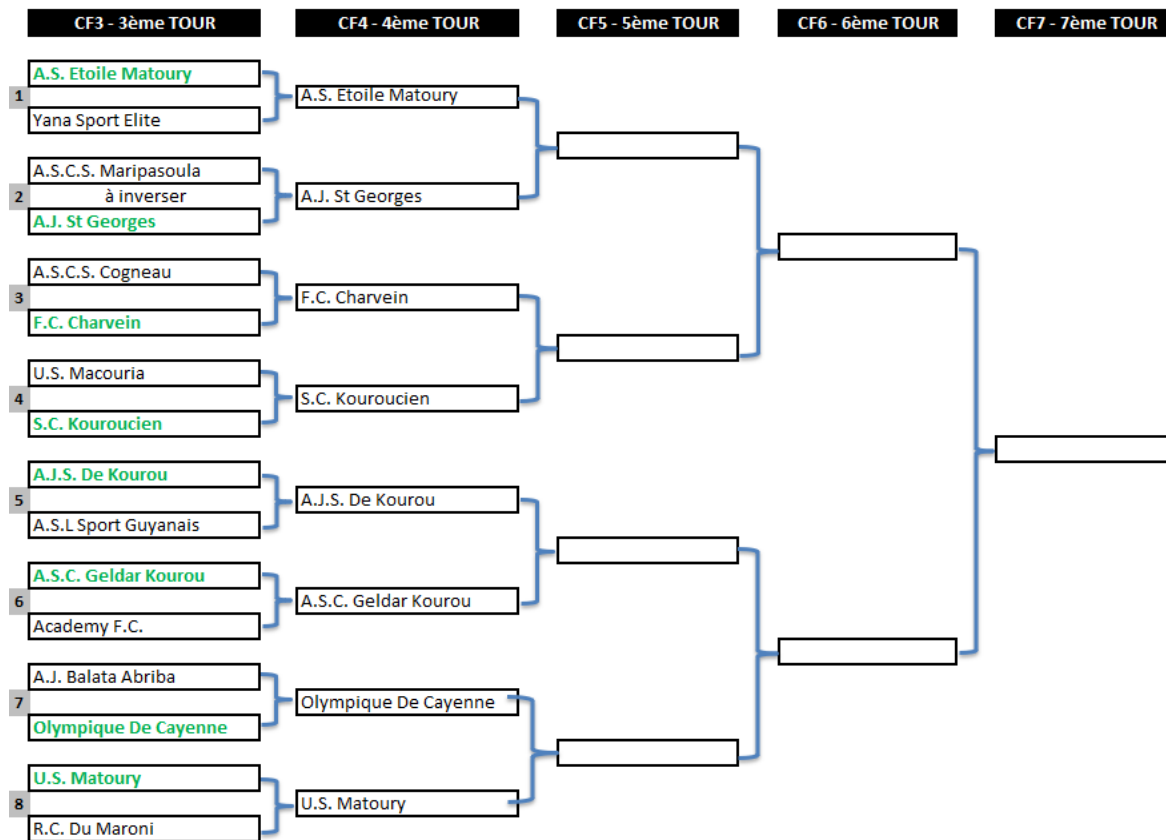 CF3 - 3ème TOUR
CF4 - 4ème TOUR
CF5 - 5ème TOUR
CF6 - 6ème TOUR
CF7 - 7ème TOUR
1
A.S. Etoile Matoury
Yana Sport Elite
A.S. Etoile Matoury
2
A.S.C.S. Maripasoula
à inverser
A.J. St Georges
A.J. St Georges
3
A.S.C.S. Cogneau
F.C. Charvein
F.C. Charvein
4
U.S. Macouria
S.C. Kouroucien
S.C. Kouroucien
5
A.J.S. De Kourou
A.S.L Sport Guyanais
A.J.S. De Kourou
6
A.S.C. Geldar Kourou
Academy F.C.
A.S.C. Geldar Kourou
7
A.J. Balata Abriba
Olympique De Cayenne
Olympique De Cayenne
8
U.S. Matoury
R.C. Du Maroni
U.S. Matoury